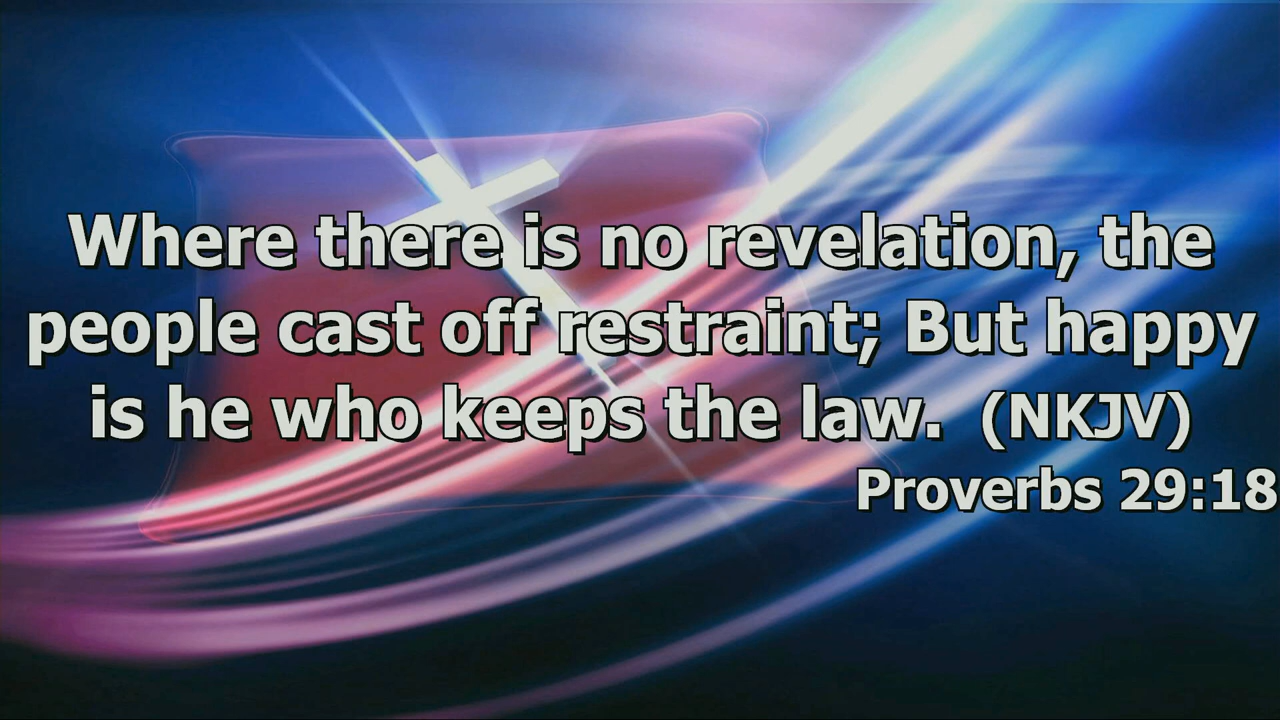 Where there is no revelation, the
people cast off restraint; But happy
is he who keeps the law. (NKJV)
Proverbs 29:18